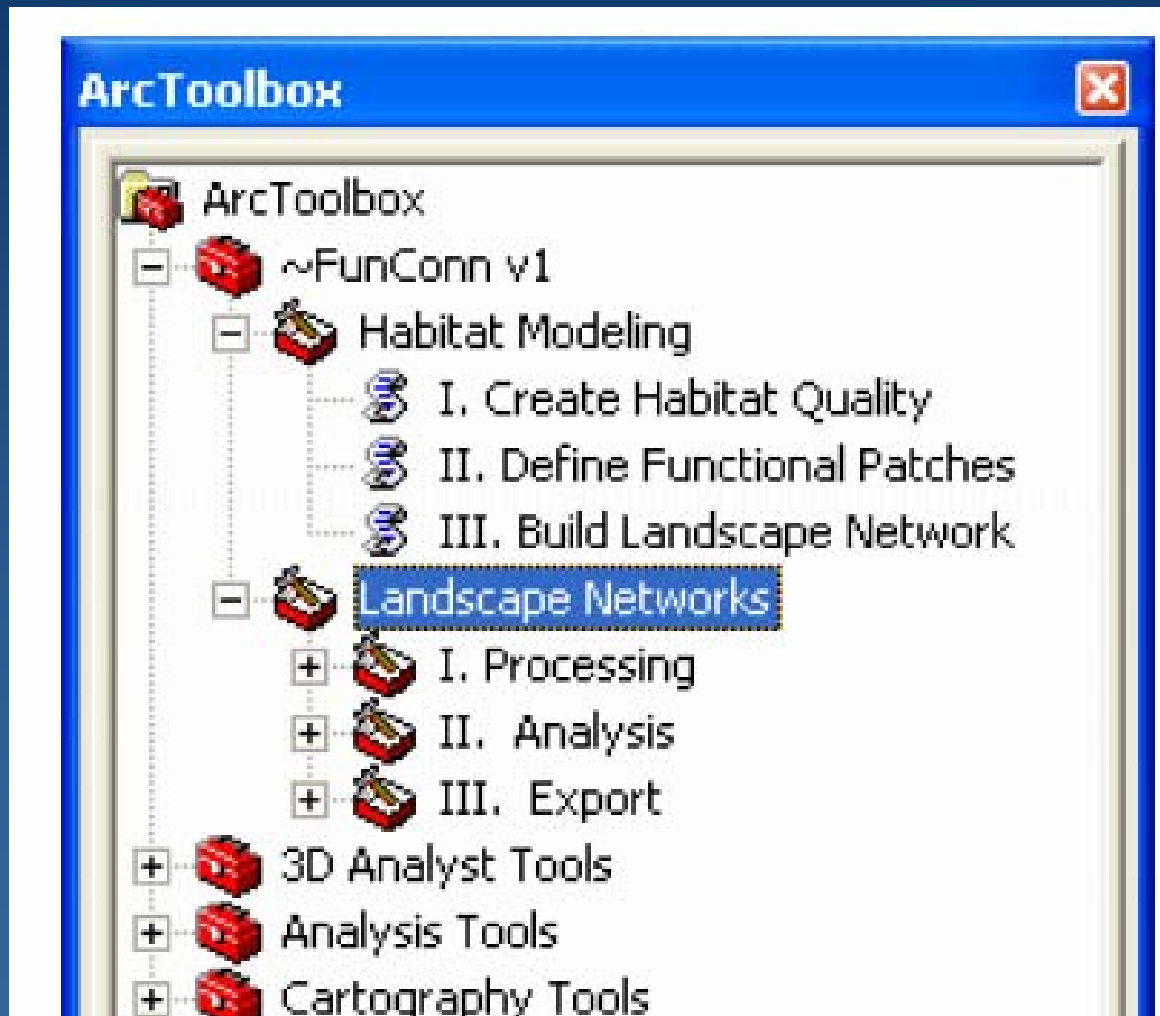 ArcToolbox
ArcToolbox
~FunConn v1
Habitat Modeling
I. Create Habitat Quality
II. Define Functional Patches
III. Build Landscape Network
Landscape Networks
I. Processing
II. Analysis
III. Export
3D Analyst Tools
Analysis Tools
Cartography Tools